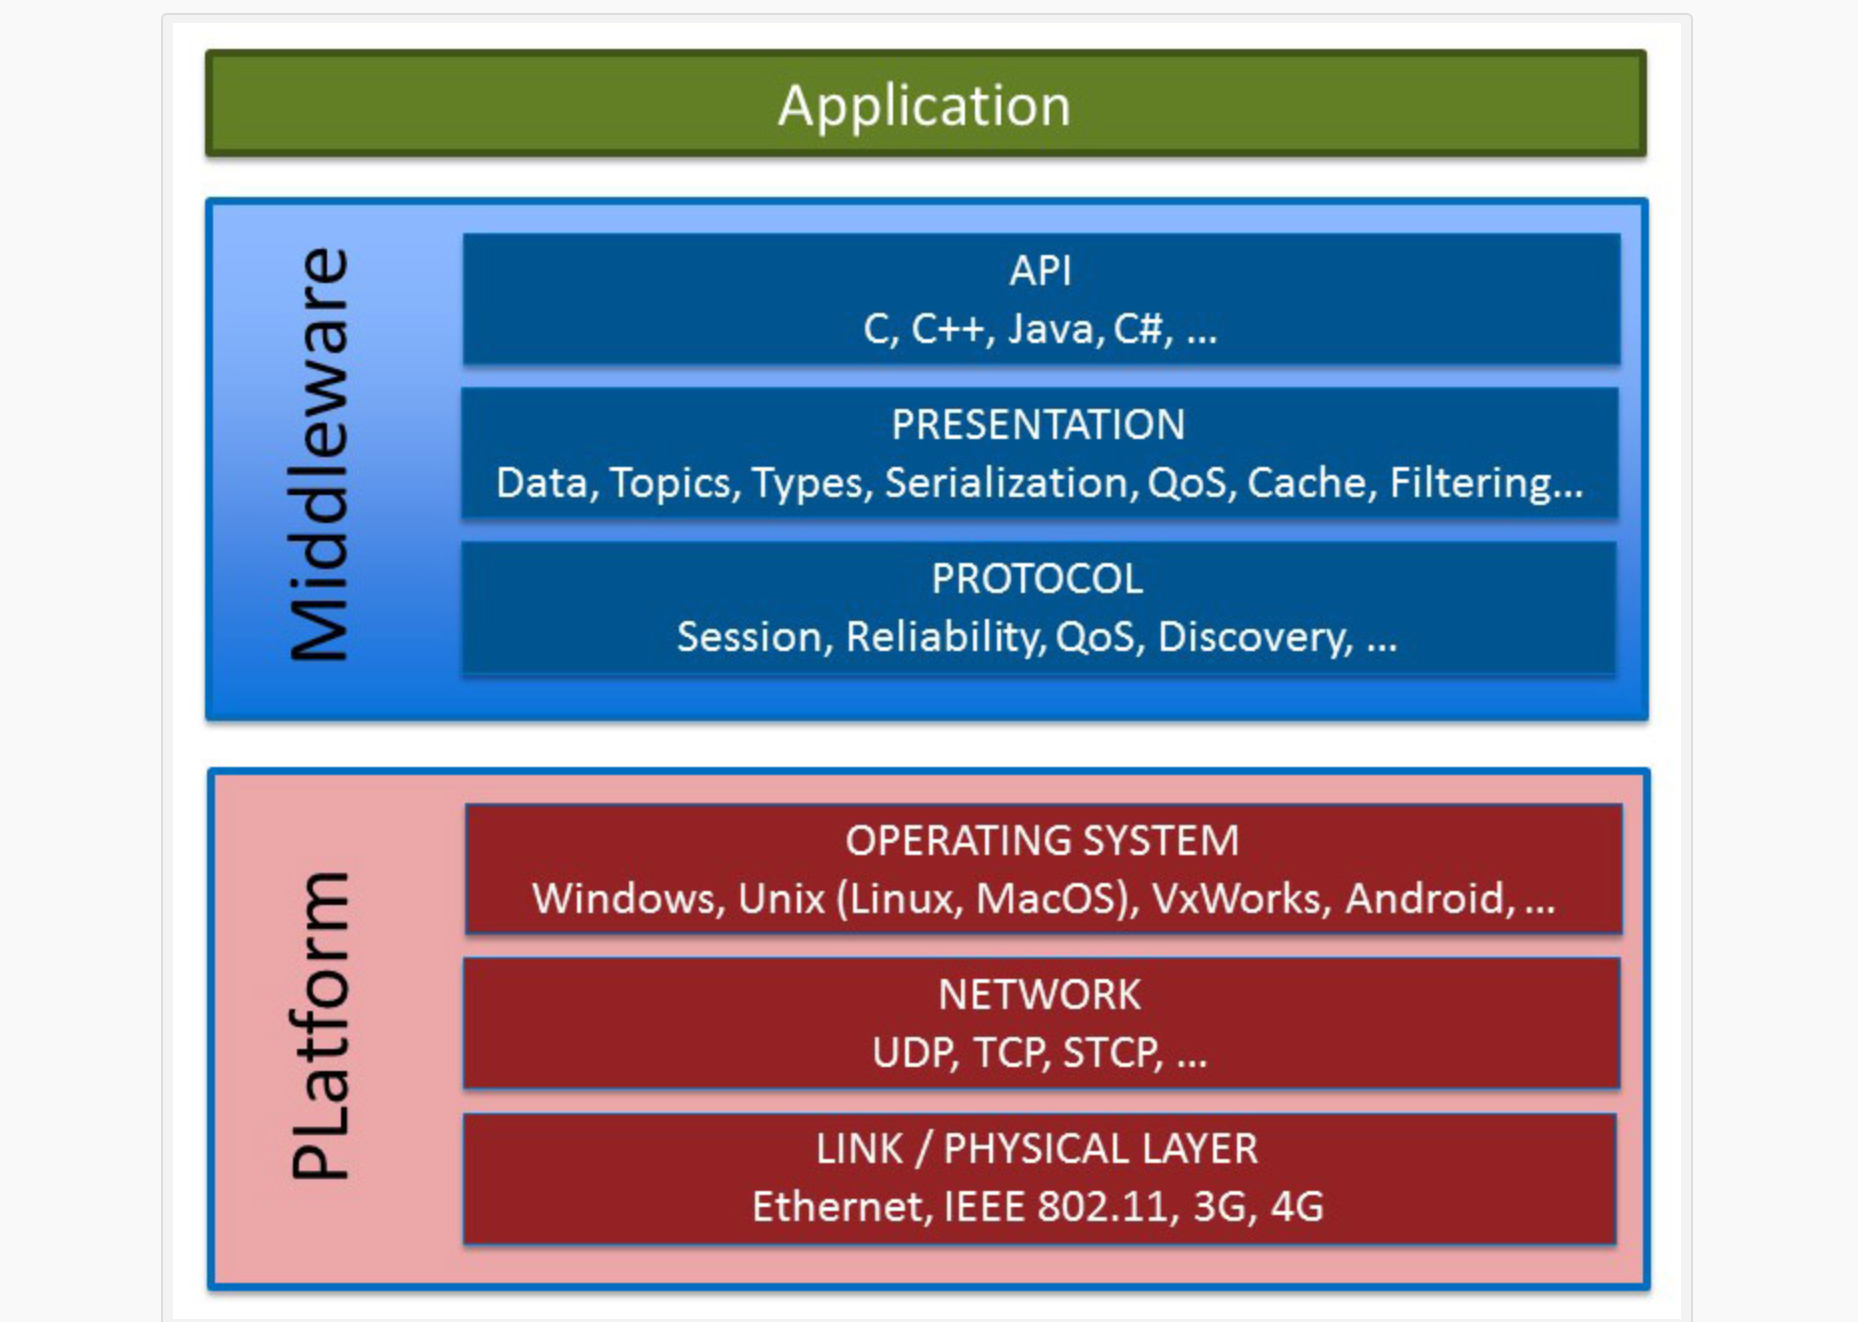 Application
Middleware
API
C, C++, Java, C#, ...
PRESENTATION
Data, Topics, Types, Serialization, QoS, Cache, Filtering...
PROTOCOL
Session, Reliability, QoS, Discovery, ...
PLatform
OPERATING SYSTEM
Windows, Unix (Linux, MacOS), VxWorks, Android, ...
NETWORK
UDP, TCP, STCP, ...
LINK / PHYSICAL LAYER
Ethernet, IEEE 802.11, 3G, 4G